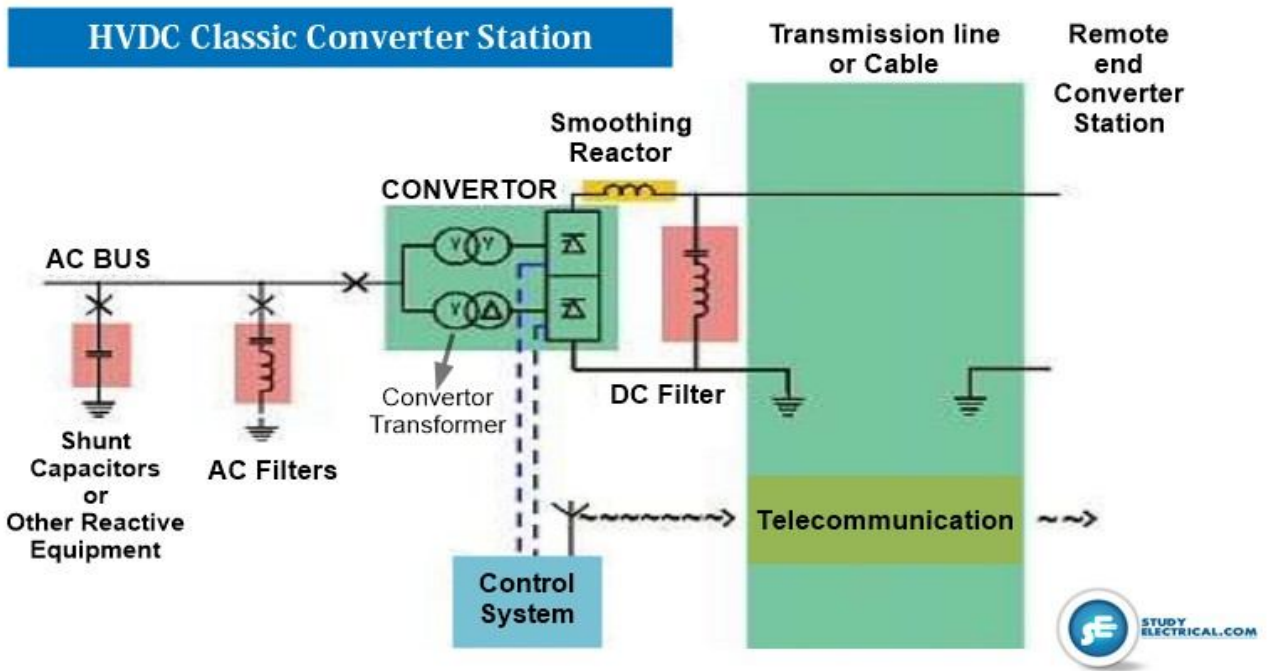 HVDC Classic Converter Station
Transmission line
or Cable
Remote
end
Converter
Station
Smoothing
Reactor
CONVERTOR
AC BUS
Y Y
Y Δ
Convertor
Transformer
DC Filter
Shunt
Capacitors
or
Other Reactive
Equipment
AC Filters
Telecommunication
Control
System
SE
STUDY
ELECTRICAL.COM